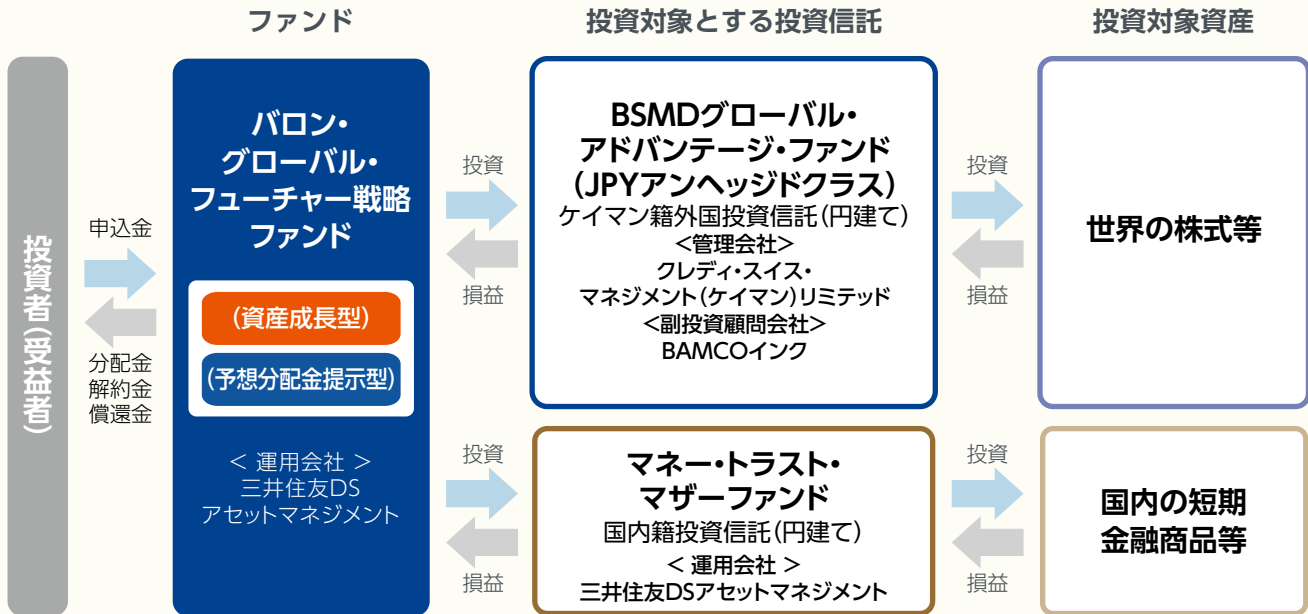 ファンド
投資対象とする投資信託
投資対象資産
投資者(受益者)
申込金
分配金
解約金
償還金
バロン・
グローバル・
フューチャー戦略
ファンド
(資産成長型)
(予想分配金提示型)
< 運用会社 >
三井住友DS
アセットマネジメント
投資
損益
BSMDグローバル・
アドバンテージ・ファンド
(JPYアンヘッジドクラス)
ケイマン籍外国投資信託(円建て)
<管理会社>
クレディ・スイス・
マネジメント(ケイマン)リミテッド
<副投資顧問会社>
BAMCOインク
投資
損益
世界の株式等
投資
損益
マネー・トラスト・
マザーファンド
国内籍投資信託(円建て)
< 運用会社 >
三井住友DSアセットマネジメント
投資
損益
国内の短期
金融商品等